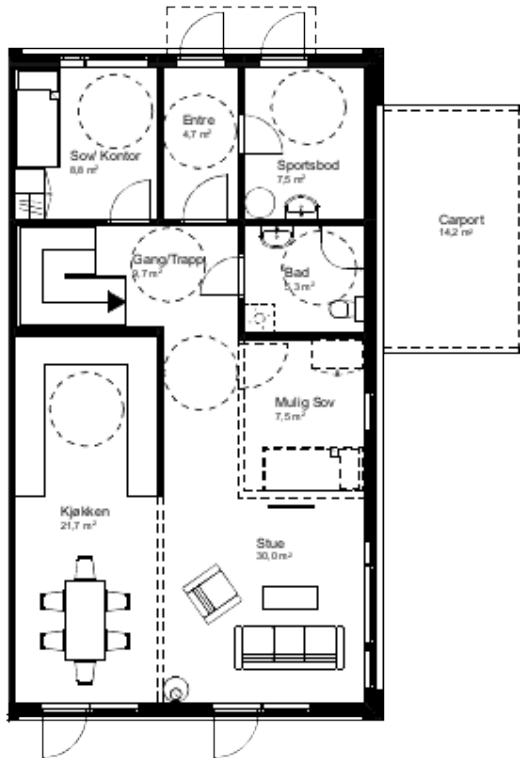 Entre
4,7 m²
Sov/ Kontor
8,8 m²
Sportsbod
7,5 m²
Carport
14,2 m²
Gang/Trapp
9,7 m²
Bad
5,3 m²
Mulig Sov
7,5 m²
Kjøkken
21,7 m²
Stue
30,0 m²